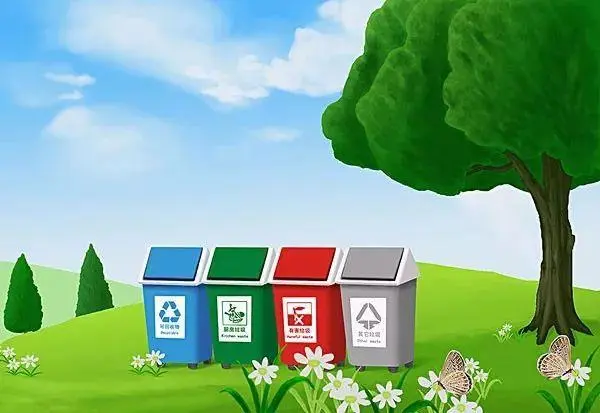 可回收物
Recyclable
厨房垃圾
Kitchen waste
有害垃圾
Harmful waste
其它垃圾
Other waste